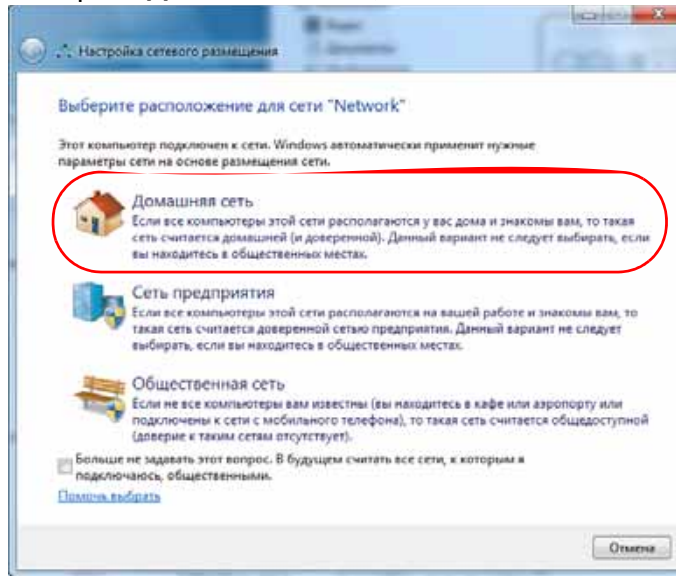 Настройка сетевого размещения
Выберите расположение для сети "Network"
Этот компьютер подключен к сети. Windows автоматически применит нужные
параметры сети на основе размещения сети.
Домашняя сеть
Если все компьютеры этой сети располагаются у вас дома и знакомы вам, то такая
сеть считается домашней (и доверенной). Данный вариант не следует выбирать, если
вы находитесь в общественных местах.
Сеть предприятия
Если все компьютеры этой сети располагаются на вашей работе и знакомы вам, то
такая сеть считается доверенной сетью предприятия. Данный вариант не следует
выбирать, если вы находитесь в общественных местах.
Общественная сеть
Если не все компьютеры вам известны (вы находитесь в кафе или аэропорту или
подключены к сети с мобильного телефона), то такая сеть считается общедоступной
(доверие к таким сетям отсутствует).
Больше не задавать этот вопрос. В будущем считать все сети, к которым я
подключаюсь, общественными.
Помочь выбрать
Отмена